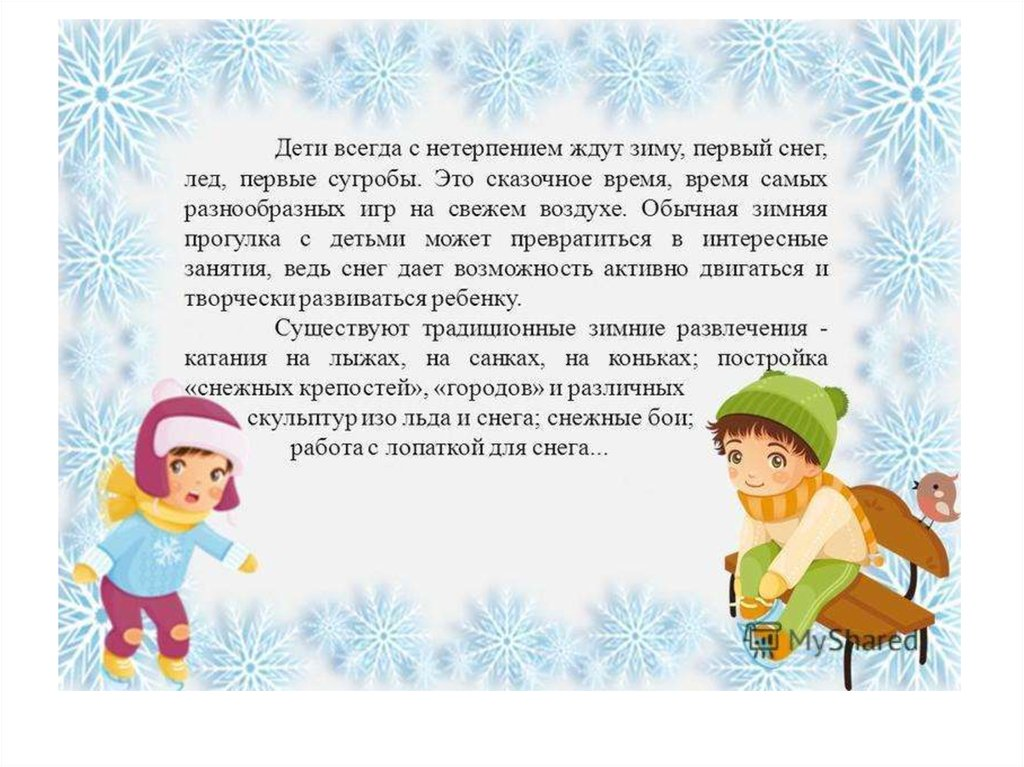 Дети всегда с нетерпением ждут зиму, первый снег,
лед, первые сугробы. Это сказочное время, время самых
разнообразных игр на свежем воздухе. Обычная зимняя
прогулка с детьми может превратиться в интересные
занятия, ведь снег дает возможность активно двигаться и
творчески развиваться ребенку.
Существуют традиционные зимние развлечения -
катания на лыжах, на санках, на коньках; постройка
«снежных крепостей», «городов» и различных
скульптур изо льда и снега; снежные бои;
работа с лопаткой для снега...
MyShared